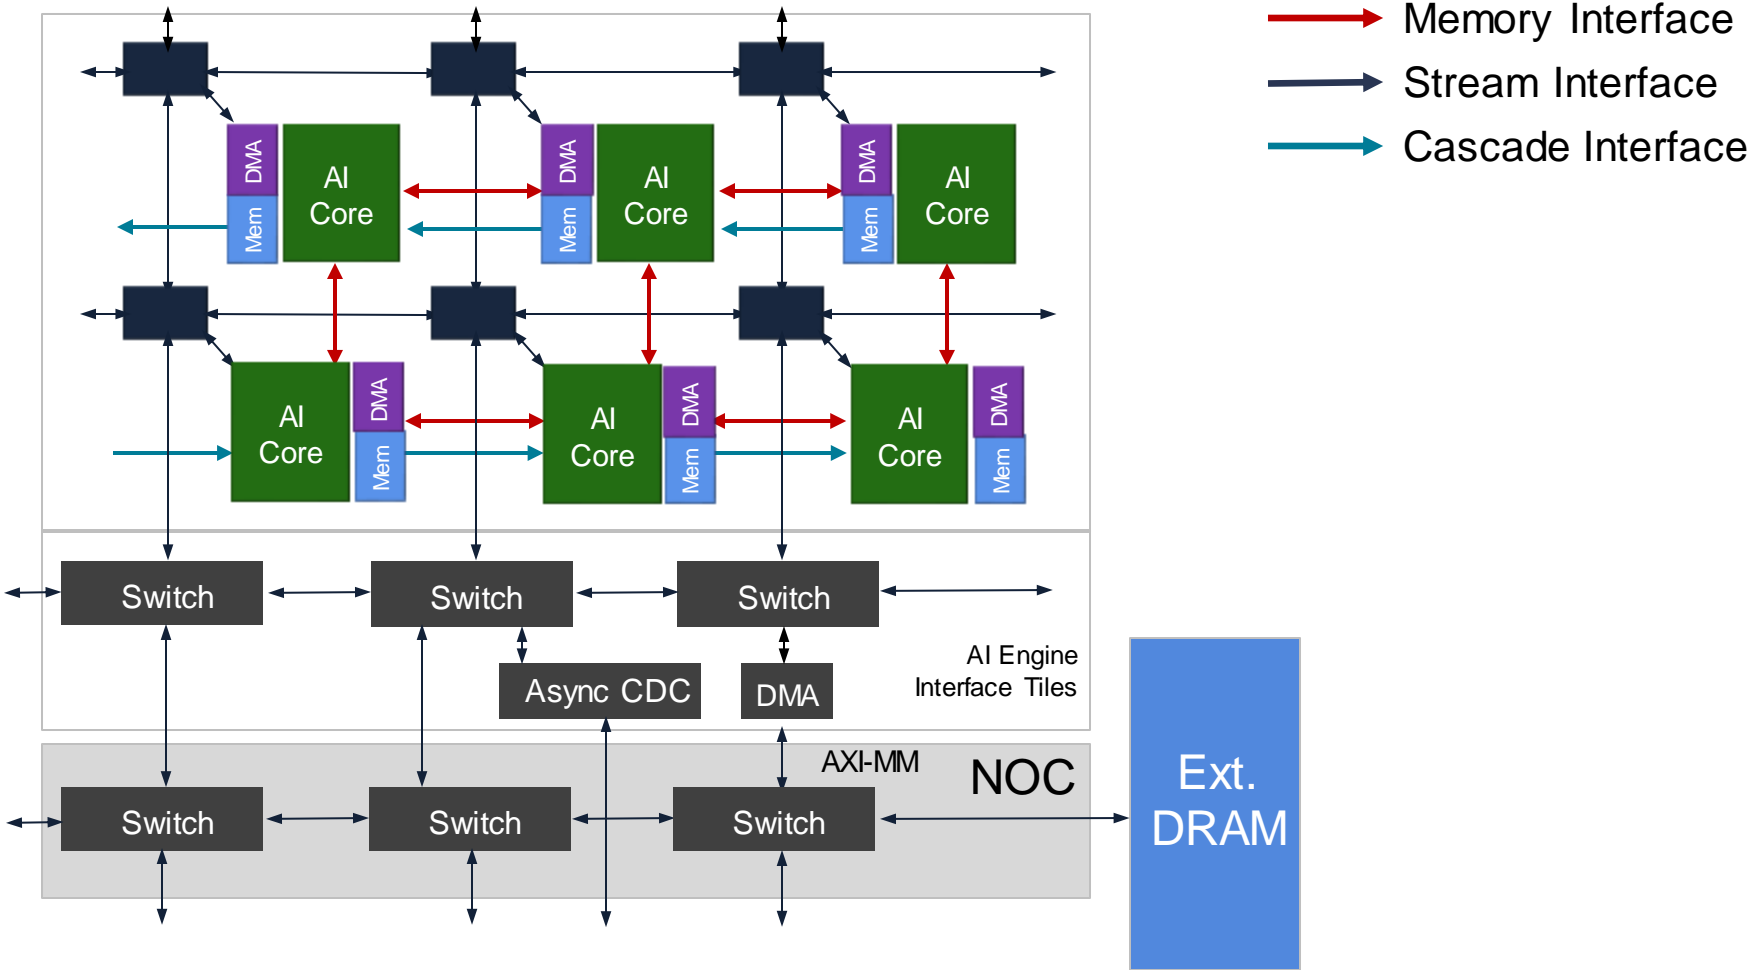 Memory Interface
Stream Interface
Cascade Interface
DMA
AI
Core
Mem
DMA
AI
Core
Mem
DMA
AI
Core
Mem
AI
Core
DMA
Mem
AI
Core
DMA
Mem
AI
Core
DMA
Mem
Switch
Switch
Switch
AI Engine
Interface Tiles
Async CDC
DMA
AXI-MM
NOC
Switch
Switch
Switch
Ext.
DRAM